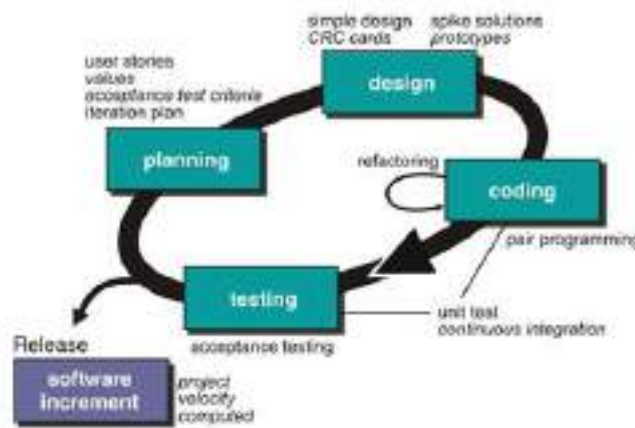 simple design
CRC cards
spike solutions
prototypes
user stories
values
acceptance test criteria
iteration plan
design
planning
refactoring
coding
pair programming
testing
unit test
continuous integration
acceptance testing
Release
software
increment
project
velocity
computed